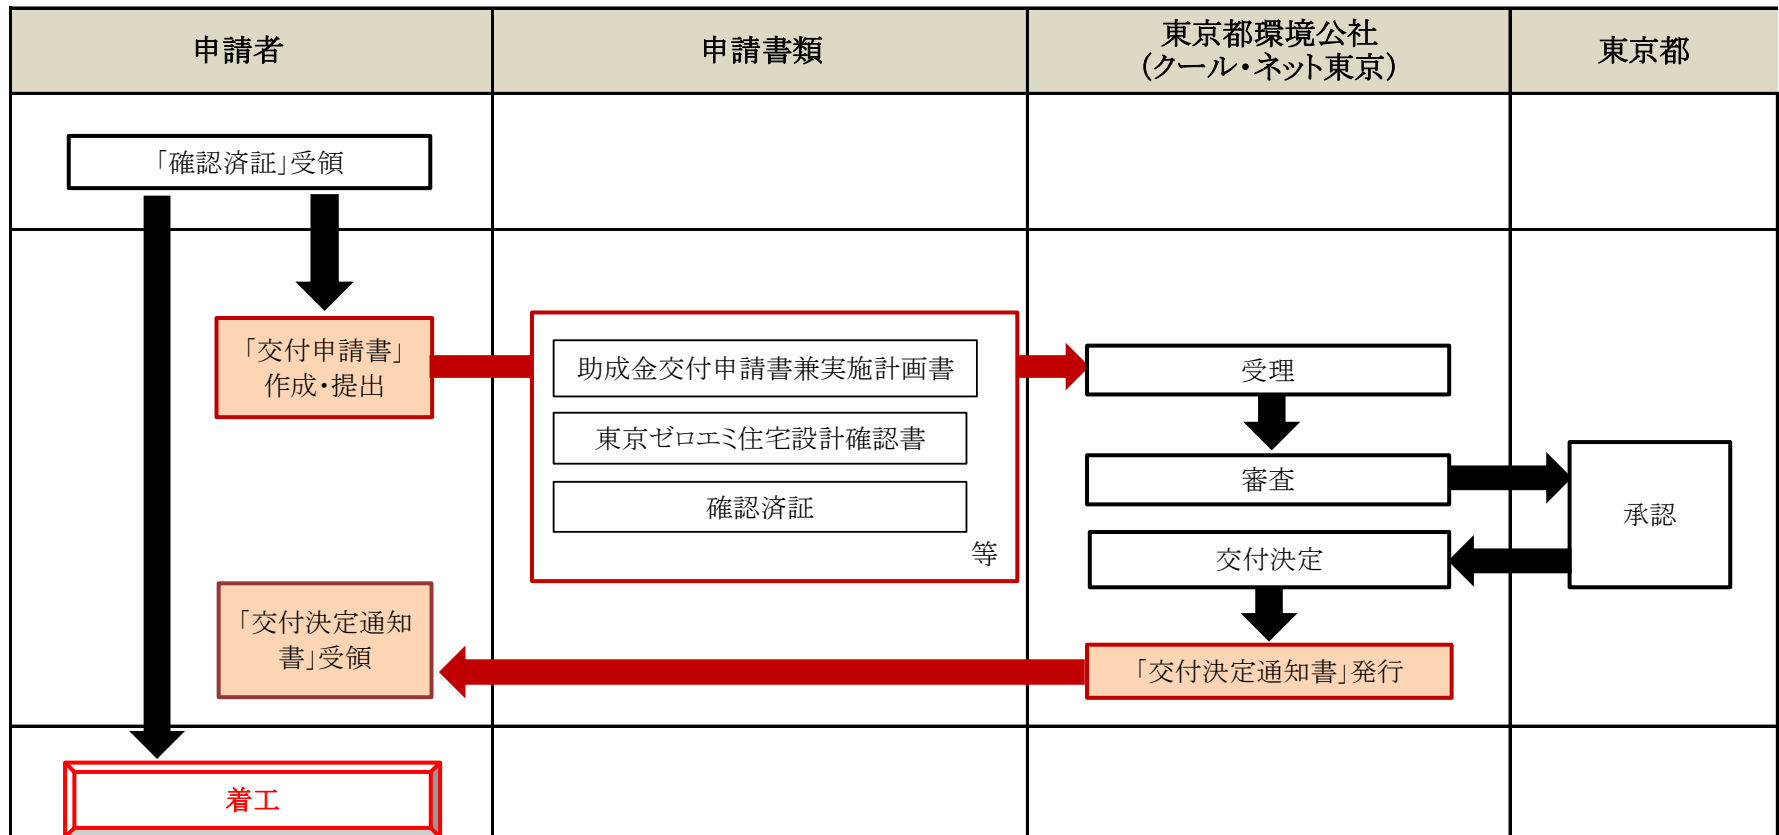 申請者
申請書類
東京都環境公社
(クール・ネット東京)
東京都
「確認済証」受領
「交付申請書」
作成・提出
助成金交付申請書兼実施計画書
東京ゼロエミ住宅設計確認書
確認済証
等
受理
審査
承認
交付決定
「交付決定通知書」発行
「交付決定通知
書」受領
着工